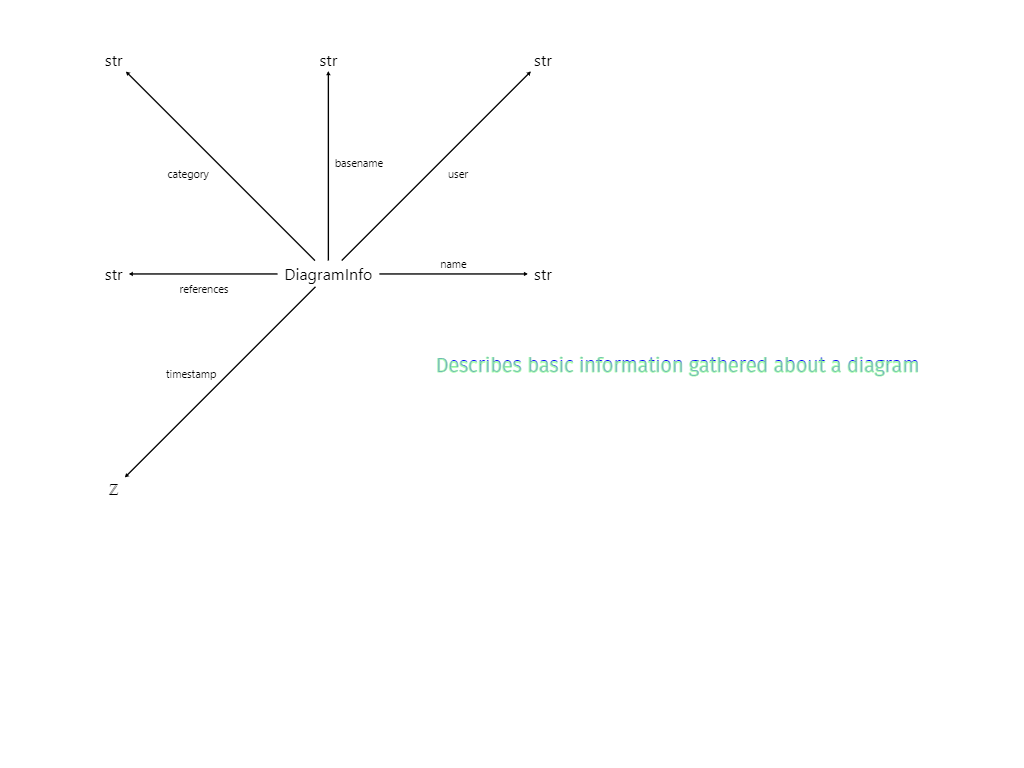 str
str
str
basename
category
user
name
str
DiagramInfo
str
references
Describes basic information gathered about a diagram
timestamp
Z